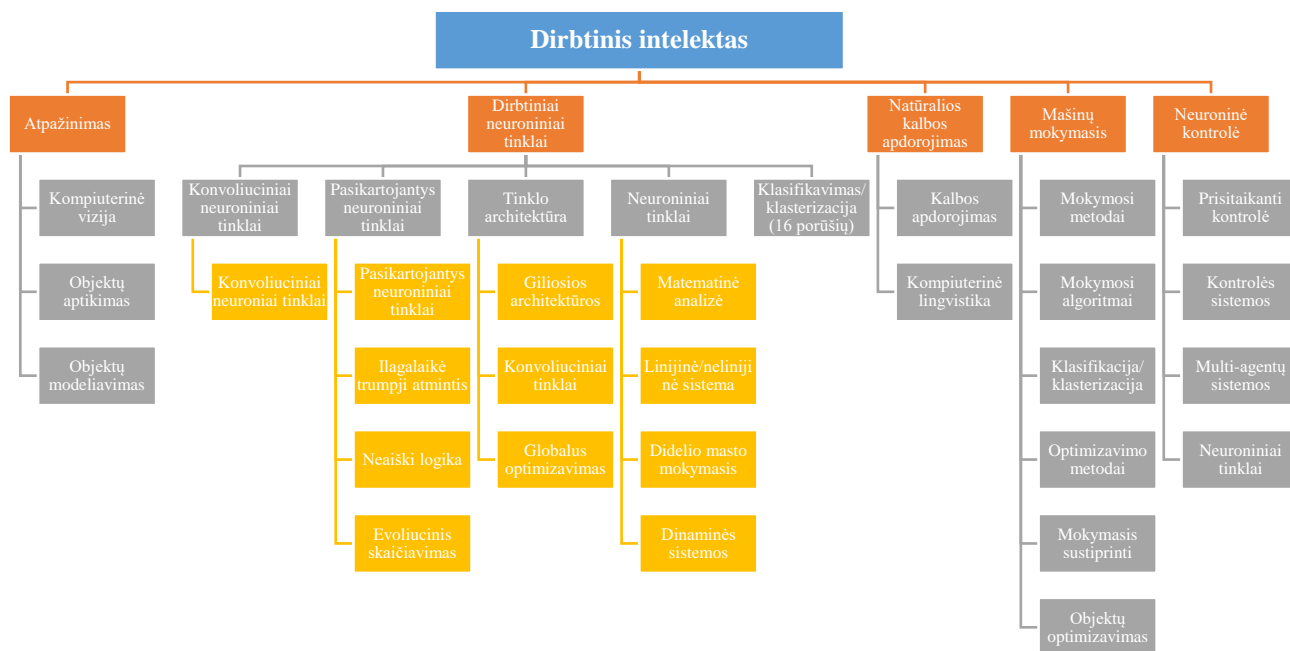 Dirbtinis intelektas
Atpažinimas
Kompiuterinė
vizija
Objektų
aptikimas
Objektų
modeliavimas
Dirbtiniai
neuroniniai
tinklai
Konvoliuciniai
neuroniniai
tinklai
Konvoliuciniai
neuroniai tinklai
Pasikartojantys
neuroniniai
tinklai
Pasikartojantys
neuroniniai
tinklai
Ilagalaikė
trumpji atmintis
Neaiški logika
Evoliucinis
skaičiavimas
Tinklo
architektūra
Giliosios
architektūros
Konvoliuciniai
tinklai
Globalus
optimizavimas
Neuroniniai
tinklai
Matematinė
analizė
Linijinė/neliniji
nė sistema
Didelio masto
mokymasis
Dinaminės
sistemos
Klasifikavimas/
klasterizacija
(16 porūšių)
Natūralios
kalbos
apdorojimas
Kalbos
apdorojimas
Kompiuterinė
lingvistika
Mašinų
mokymasis
Mokymosi
metodai
Mokymosi
algoritmai
Klasifikacija/
klasterizacija
Optimizavimo
metodai
Mokymasis
sustiprinti
Objektų
optimizavimas
Neuroninė
kontrolė
Prisitaikanti
kontrolė
Kontrolės
sistemos
Multi-agentų
sistemos
Neuroniniai
tinklai